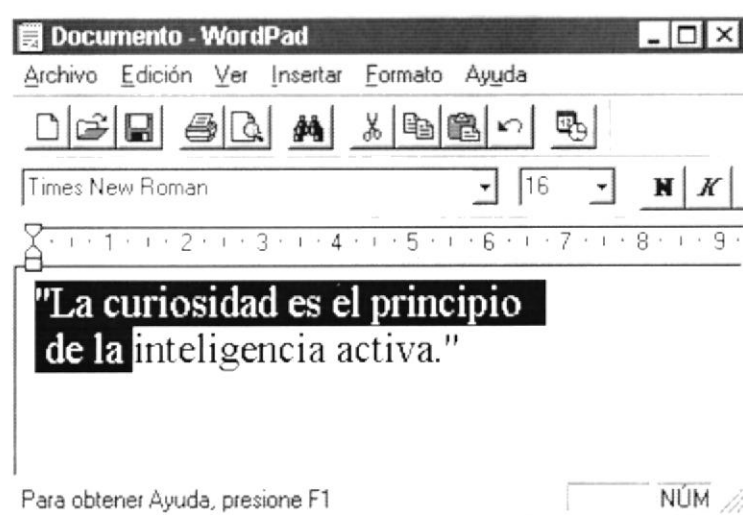 Documento - WordPad
Archivo Edición Ver Insertar Formato Ayuda
Times New Roman 16 N K
1 2 3 4 5 6 7 8 9
"La curiosidad es el principio
de la inteligencia activa."
Para obtener Ayuda, presione F1 NÚM